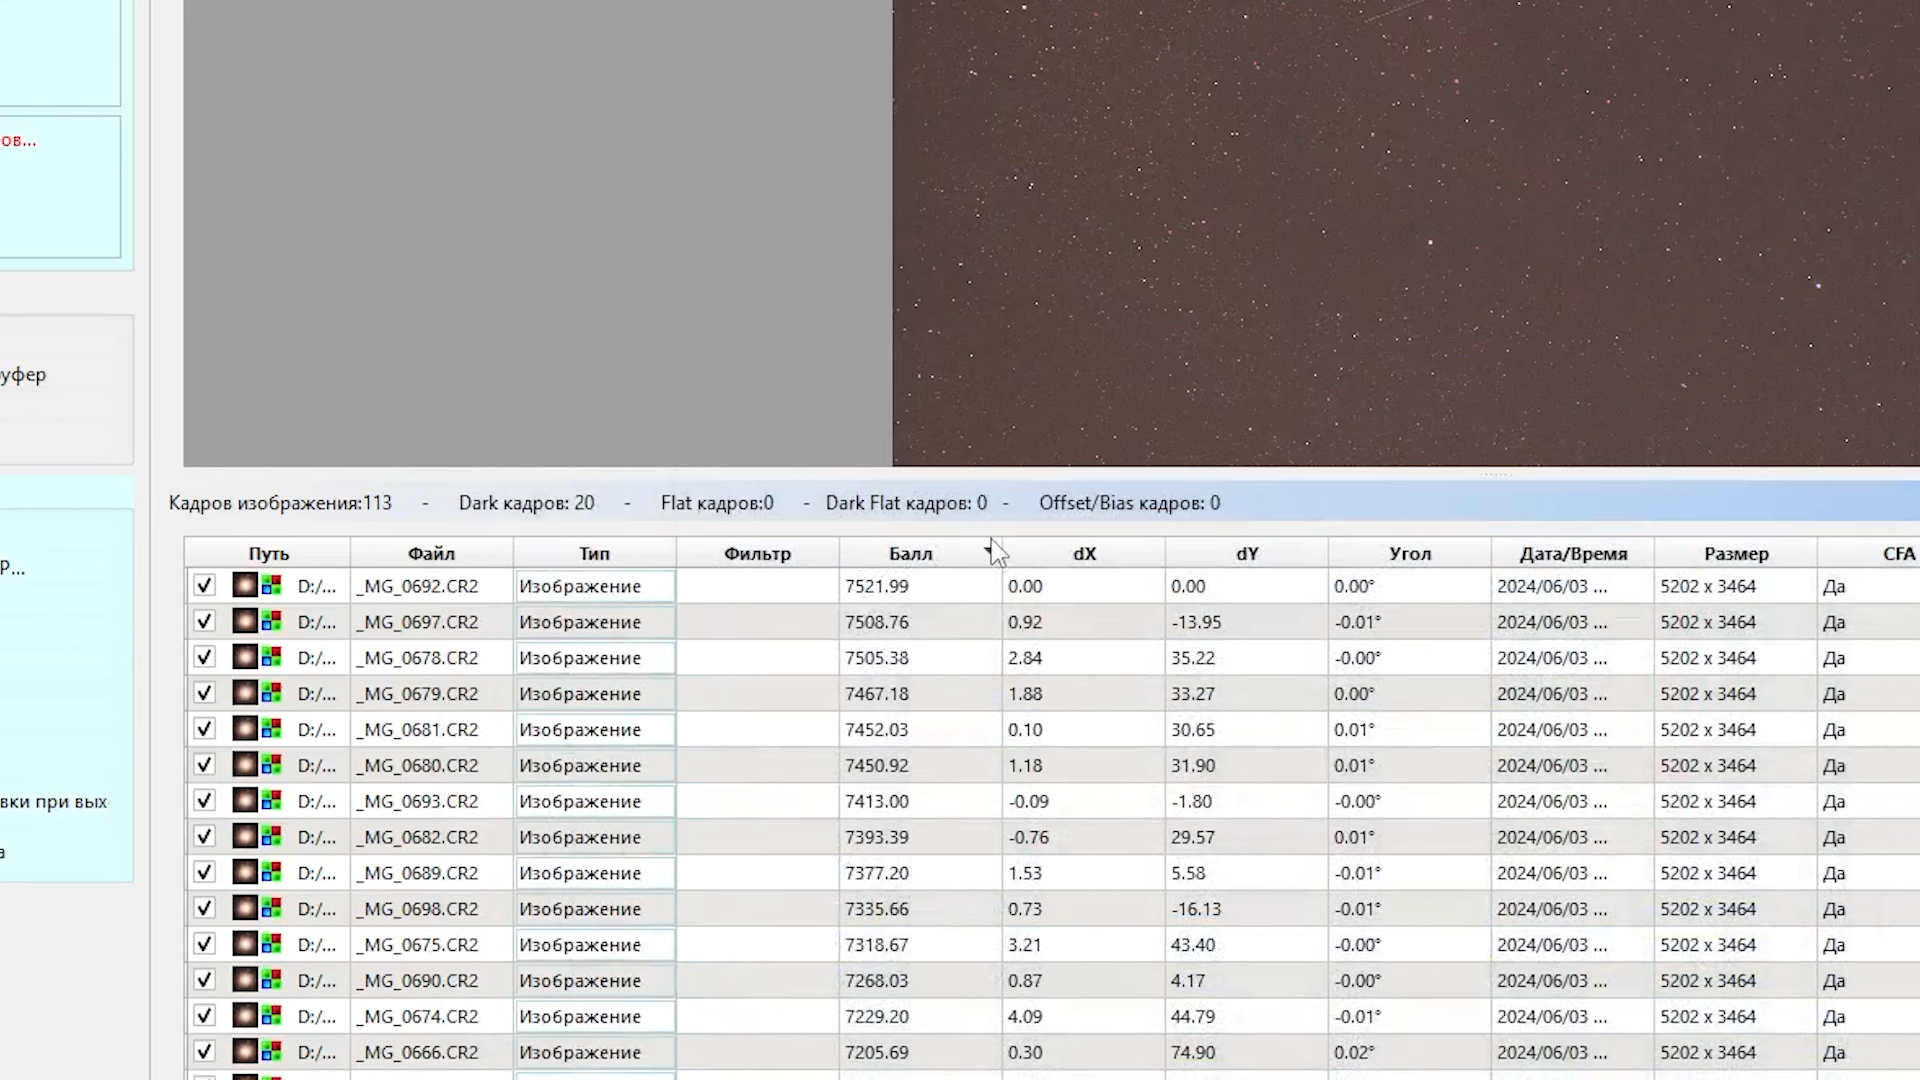 ов...
уфер
Р...
вки при вых
а
Кадров изображения:113 - Dark кадров: 20 - Flat кадров:0 - Dark Flat кадров: 0 - Offset/Bias кадров: 0
Путь Файл Тип Фильтр Балл dX dY Угол Дата/Время Размер CFA
D:/... _MG_0692.CR2 Изображение 7521.99 0.00 0.00 0.00° 2024/06/03 ... 5202 x 3464 Да
D:/... _MG_0697.CR2 Изображение 7508.76 0.92 -13.95 -0.01° 2024/06/03 ... 5202 x 3464 Да
D:/... _MG_0678.CR2 Изображение 7505.38 2.84 35.22 -0.00° 2024/06/03 ... 5202 x 3464 Да
D:/... _MG_0679.CR2 Изображение 7467.18 1.88 33.27 0.00° 2024/06/03 ... 5202 x 3464 Да
D:/... _MG_0681.CR2 Изображение 7452.03 0.10 30.65 0.01° 2024/06/03 ... 5202 x 3464 Да
D:/... _MG_0680.CR2 Изображение 7450.92 1.18 31.90 0.01° 2024/06/03 ... 5202 x 3464 Да
D:/... _MG_0693.CR2 Изображение 7413.00 -0.09 -1.80 -0.00° 2024/06/03 ... 5202 x 3464 Да
D:/... _MG_0682.CR2 Изображение 7393.39 -0.76 29.57 0.01° 2024/06/03 ... 5202 x 3464 Да
D:/... _MG_0689.CR2 Изображение 7377.20 1.53 5.58 -0.01° 2024/06/03 ... 5202 x 3464 Да
D:/... _MG_0698.CR2 Изображение 7335.66 0.73 -16.13 -0.01° 2024/06/03 ... 5202 x 3464 Да
D:/... _MG_0675.CR2 Изображение 7318.67 3.21 43.40 -0.00° 2024/06/03 ... 5202 x 3464 Да
D:/... _MG_0690.CR2 Изображение 7268.03 0.87 4.17 -0.00° 2024/06/03 ... 5202 x 3464 Да
D:/... _MG_0674.CR2 Изображение 7229.20 4.09 44.79 -0.01° 2024/06/03 ... 5202 x 3464 Да
D:/... _MG_0666.CR2 Изображение 7205.69 0.30 74.90 0.02° 2024/06/03 ... 5202 x 3464 Да